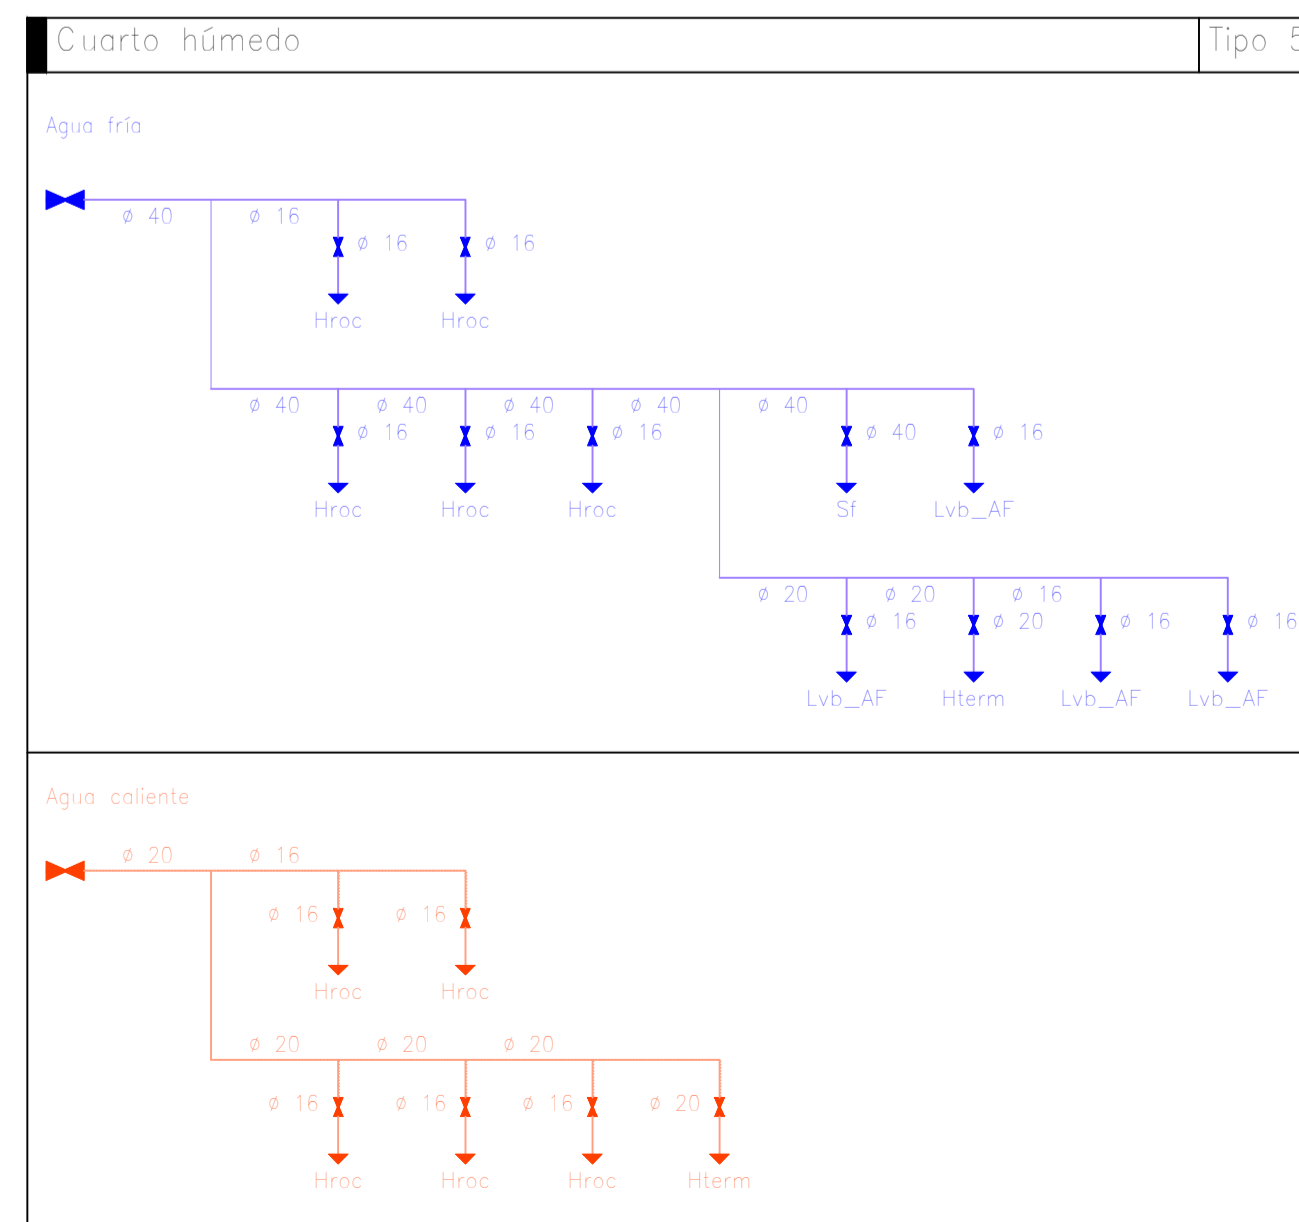 Cuarto húmedo Tipo 5
Agua fría
ø 40 ø 16
ø 16 ø 16
Hroc Hroc
ø 40 ø 40 ø 40 ø 40 ø 40
ø 16 ø 16 ø 16 ø 40 ø 16
Hroc Hroc Hroc Sf Lvb_AF
ø 20 ø 20 ø 16
ø 16 ø 20 ø 16 ø 16
Lvb_AF Hterm Lvb_AF Lvb_AF
Agua caliente
ø 20 ø 16
ø 16 ø 16
Hroc Hroc
ø 20 ø 20 ø 20
ø 16 ø 16 ø 16 ø 20
Hroc Hroc Hroc Hterm